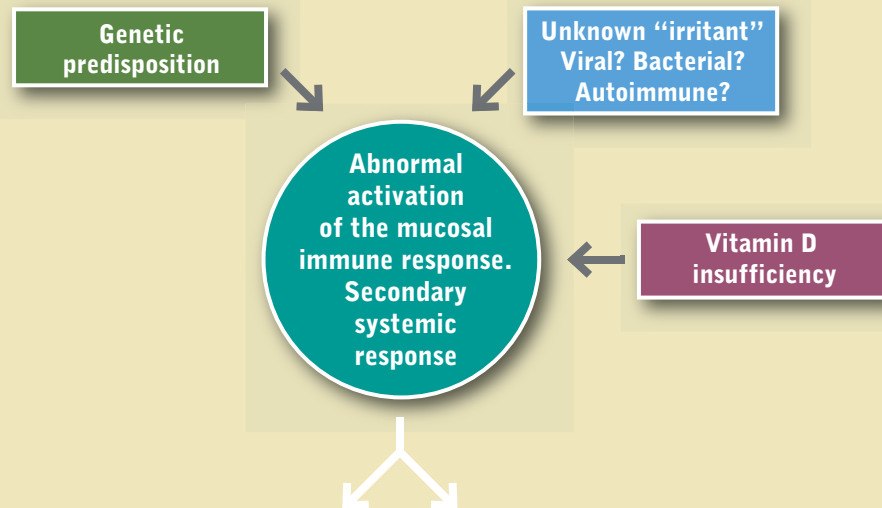 Genetic
predisposition
Unknown “irritant”
Viral? Bacterial?
Autoimmune?
Abnormal
activation
of the mucosal
immune response.
Secondary
systemic
response
Vitamin D
insufficiency